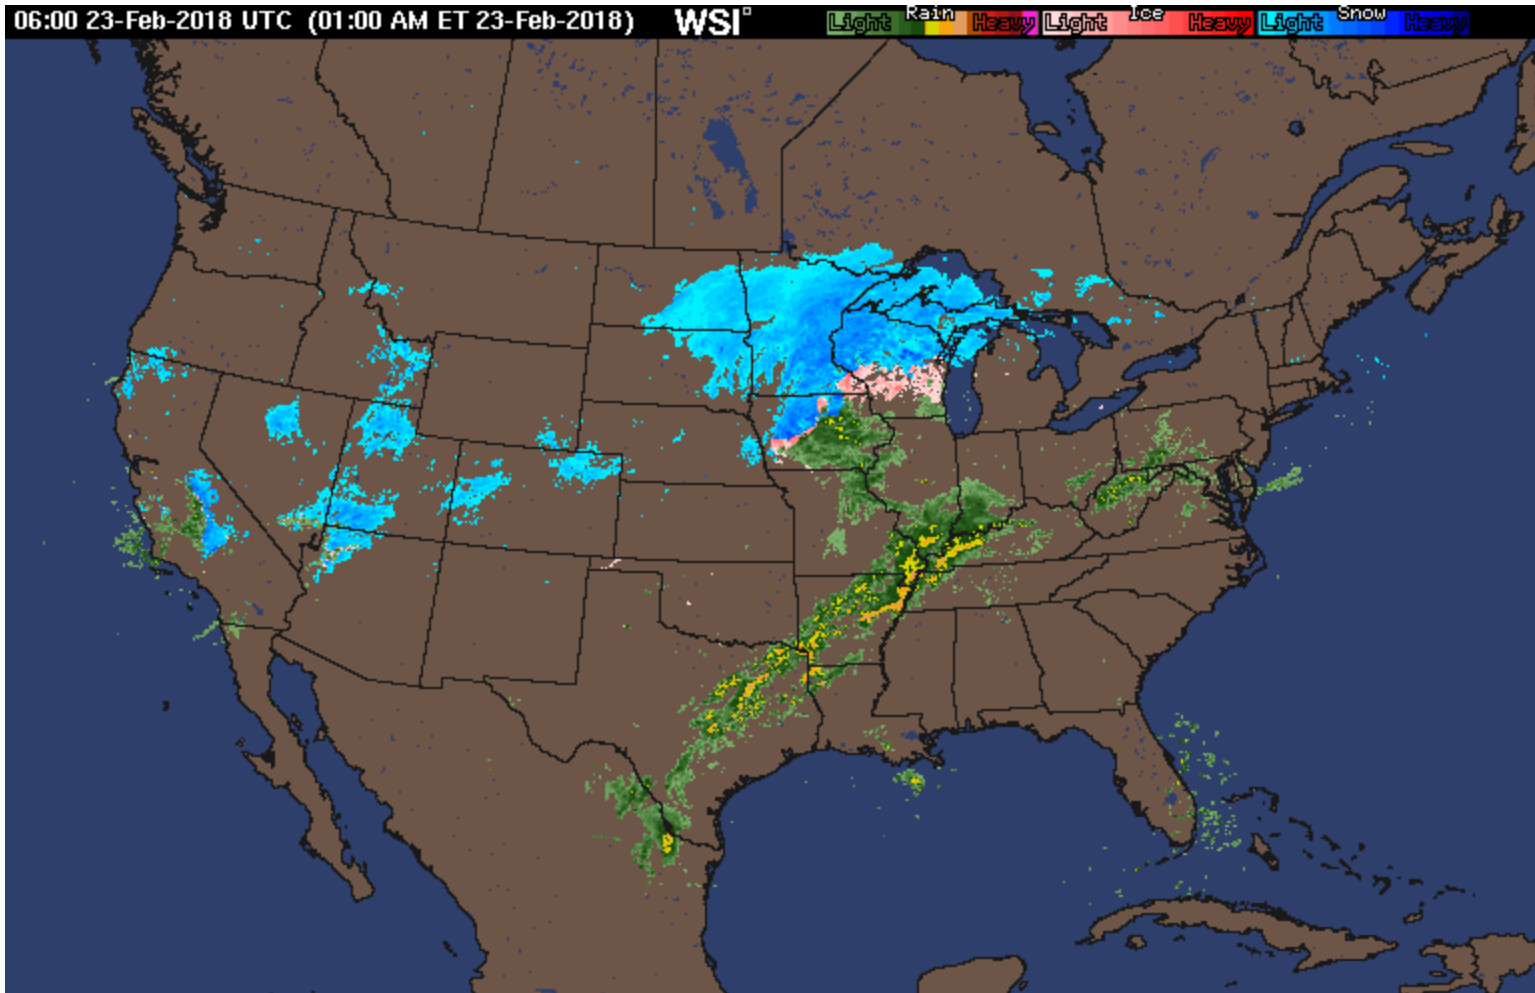 06:00 23-Feb-2018 UTC (01:00 AM ET 23-Feb-2018)
WSI
Light Rain Heavy
Light Ice Heavy
Light Snow Heavy